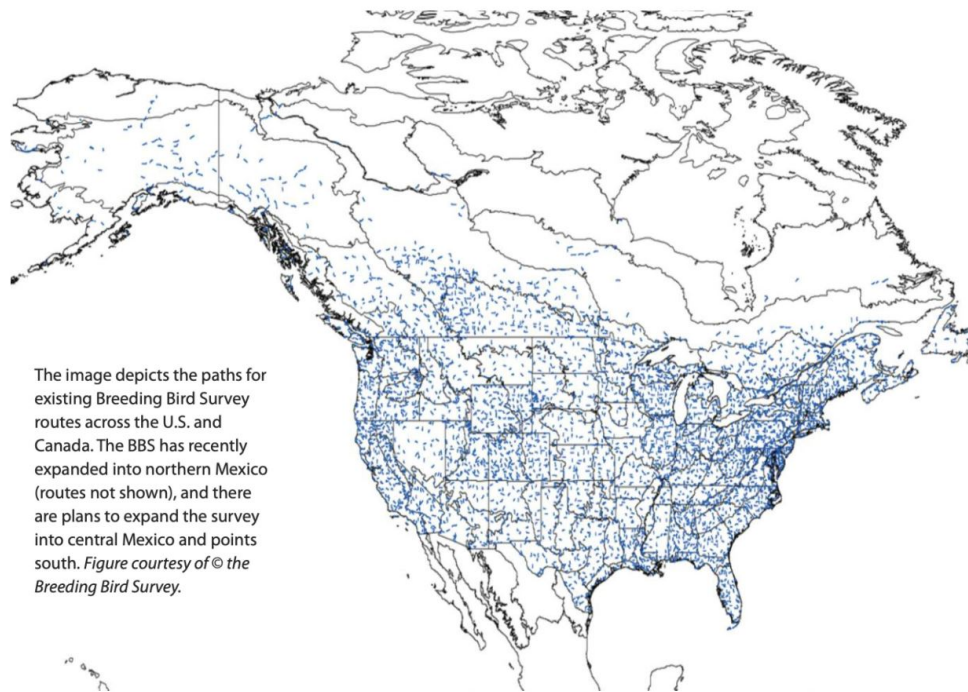 The image depicts the paths for
existing Breeding Bird Survey
routes across the U.S. and
Canada. The BBS has recently
expanded into northern Mexico
(routes not shown), and there
are plans to expand the survey
into central Mexico and points
south. Figure courtesy of © the
Breeding Bird Survey.